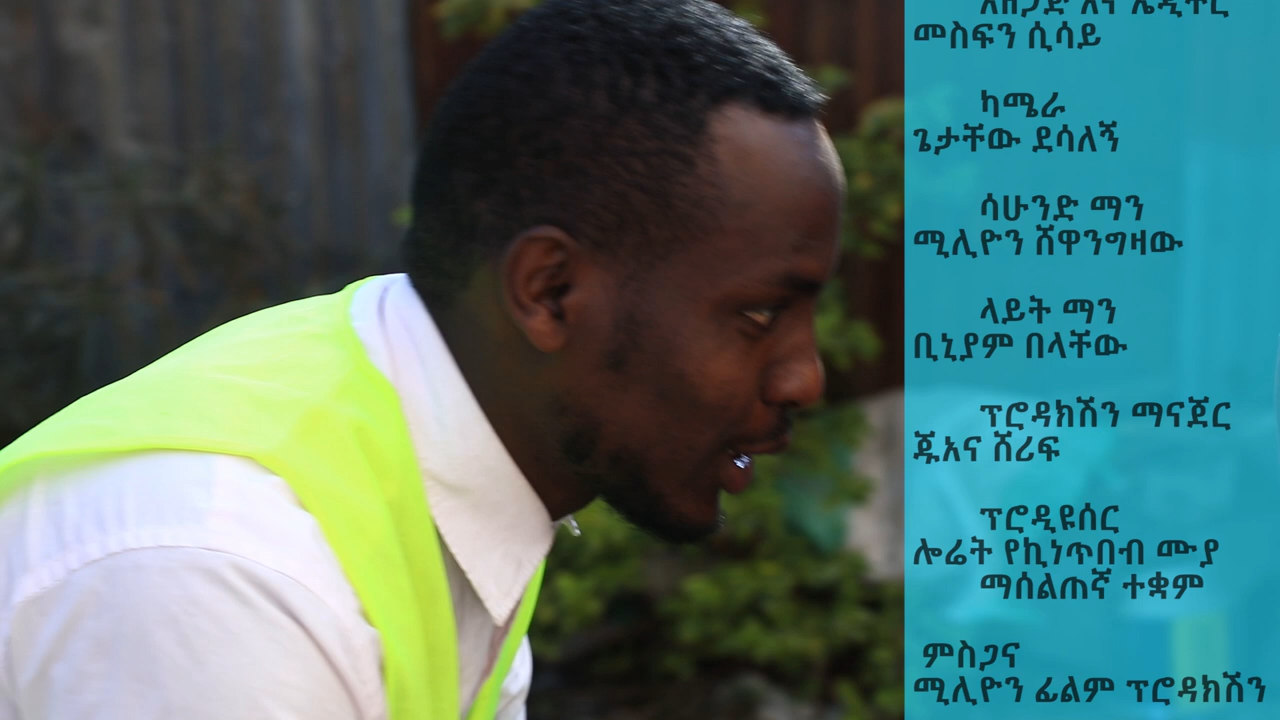 መስፍን ሲሳይ
ካሜራ
ጌታቸው ደሳለኝ
ሳሁንድ ማን
ሚሊዮን ሸዋንግዛው
ላይት ማን
ቢኒያም በላቸው
ፕሮዳክሽን ማናጀር
ጁአና ሸሪፍ
ፕሮዲዩሰር
ሎሬት የኪነጥበብ ሙያ
ማሰልጠኛ ተቋም
ምስጋና
ሚሊዮን ፊልም ፕሮዳክሽን